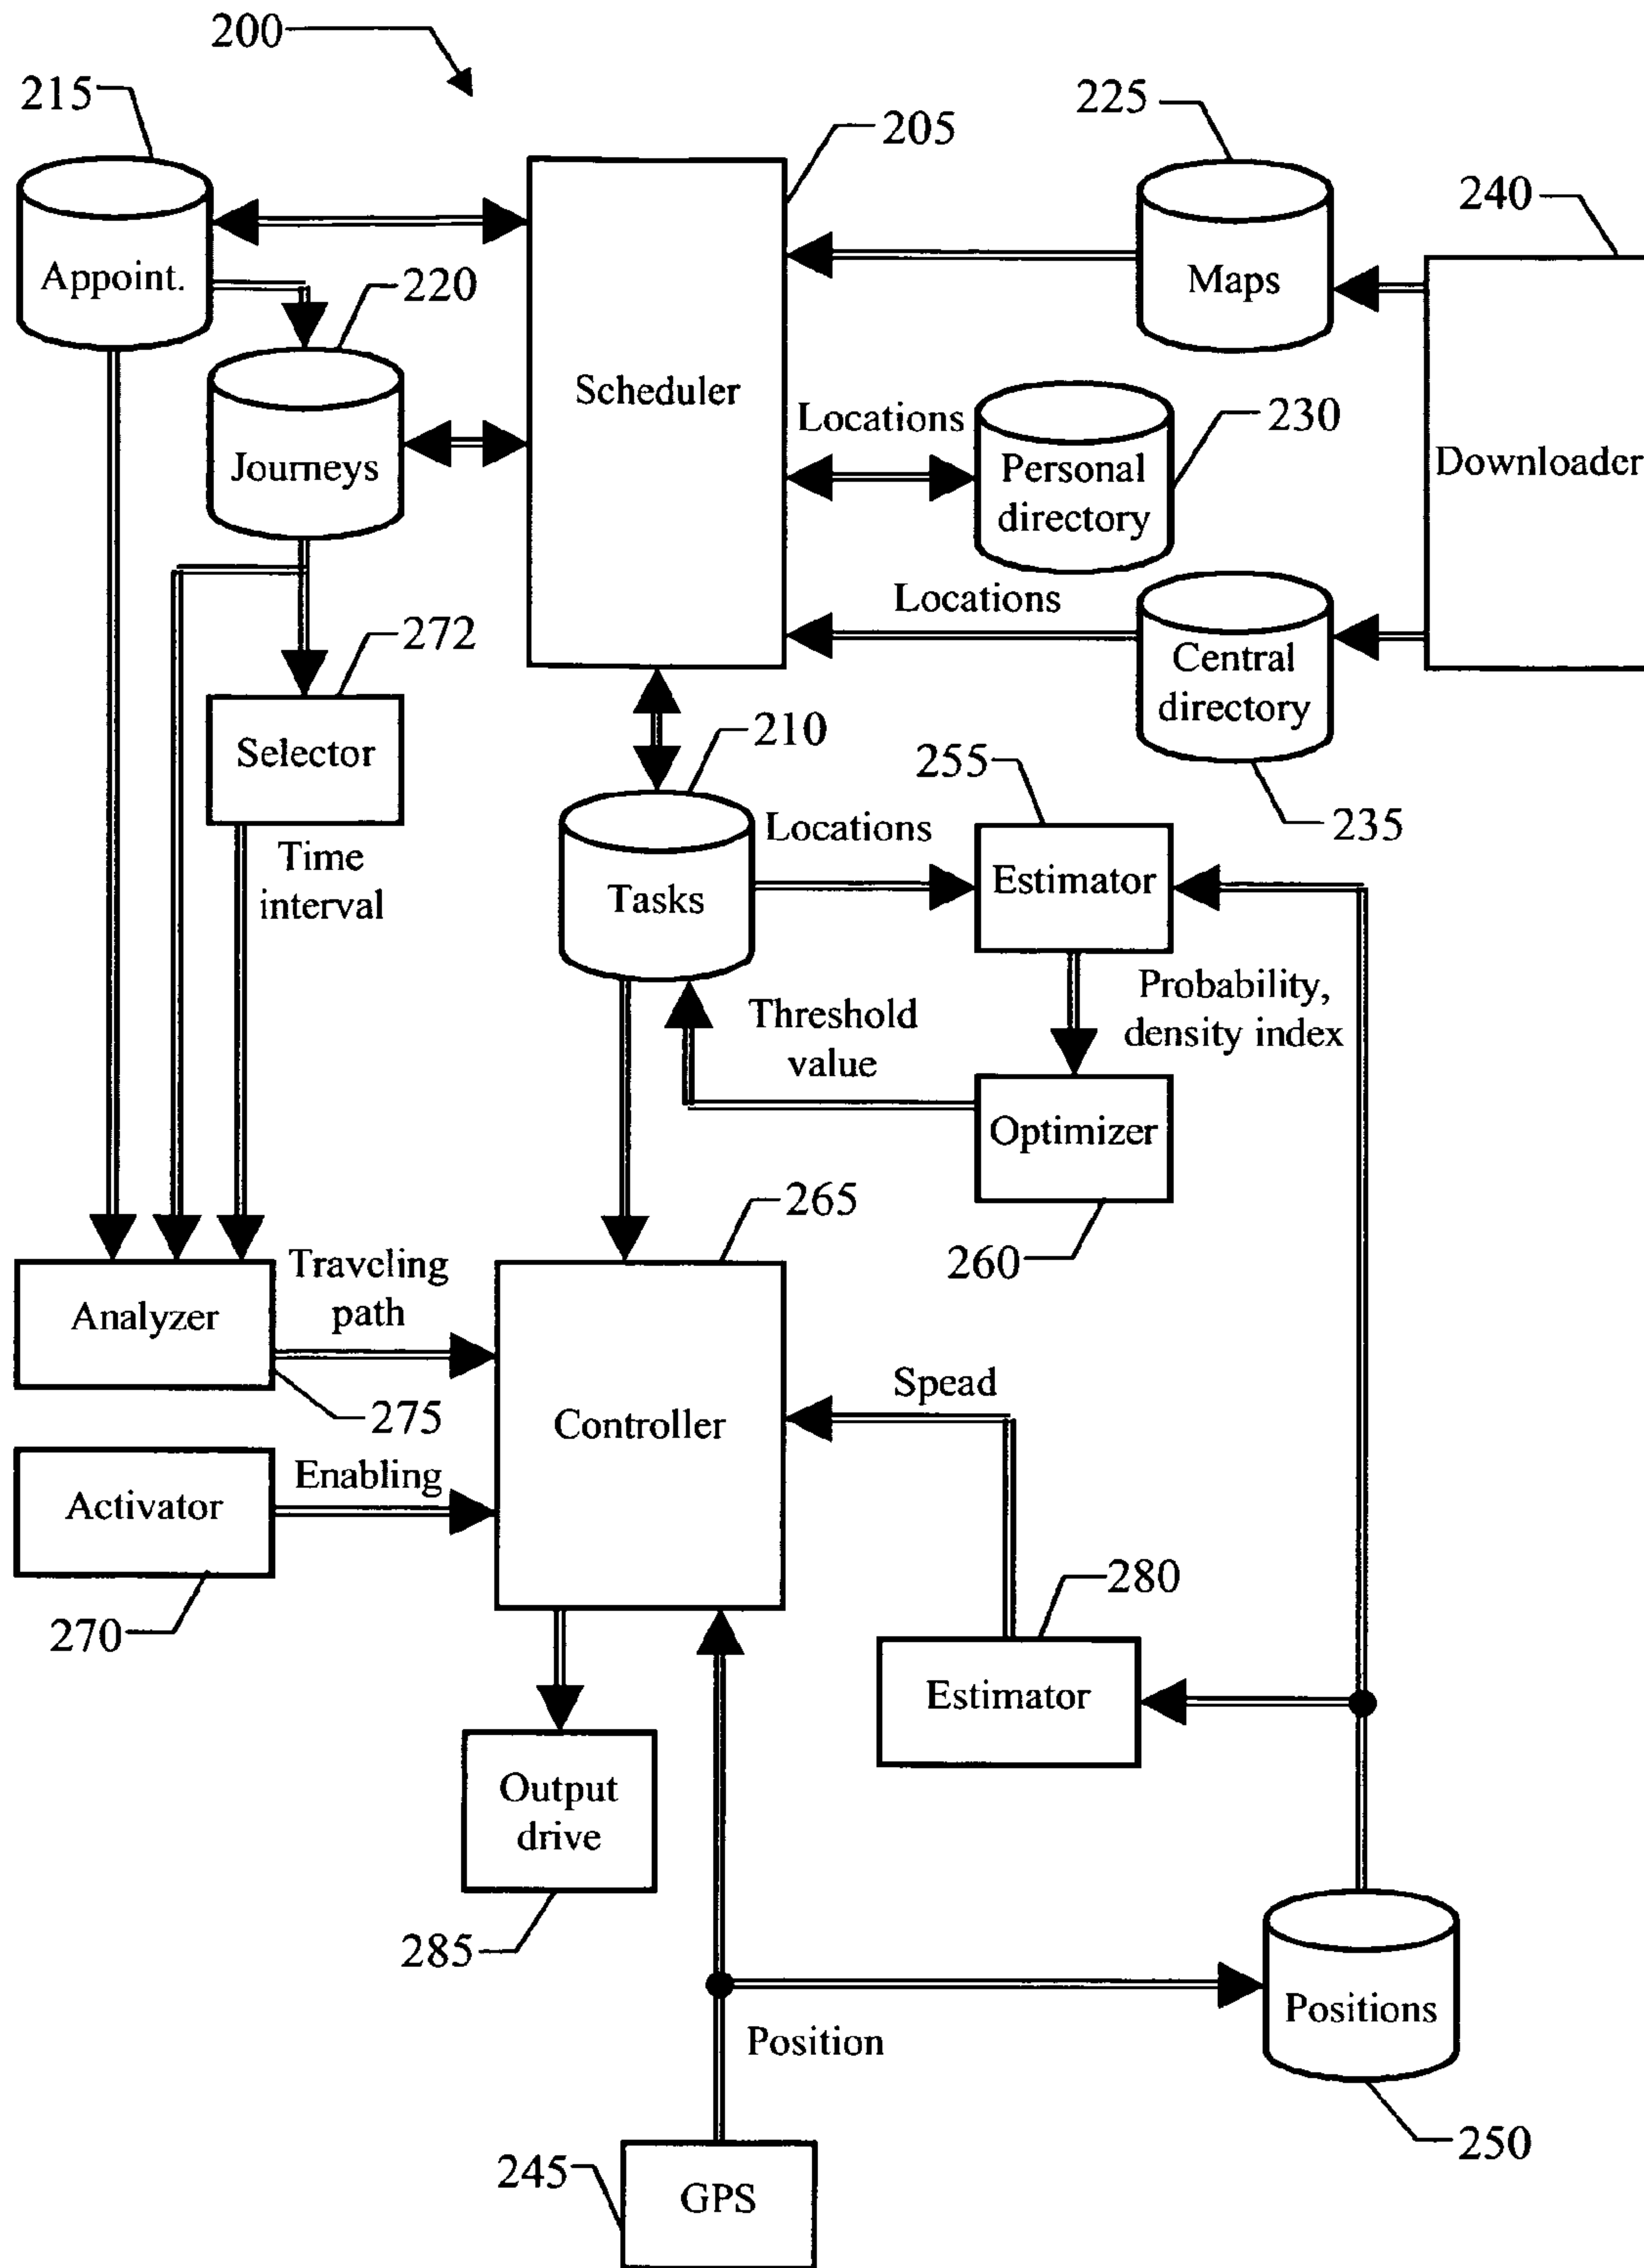 200
215
205
225
240
Appoint.
220
Maps
Scheduler
Locations
230
Journeys
Personal
directory
Downloader
Locations
272
Central
directory
Selector
210
255
235
Time
interval
Locations
Tasks
Estimator
Threshold
value
Probability,
density index
Optimizer
265
260
Analyzer
Traveling
path
275
Controller
Spead
Activator
Enabling
270
280
Estimator
Output
drive
285
Positions
Position
250
245
GPS